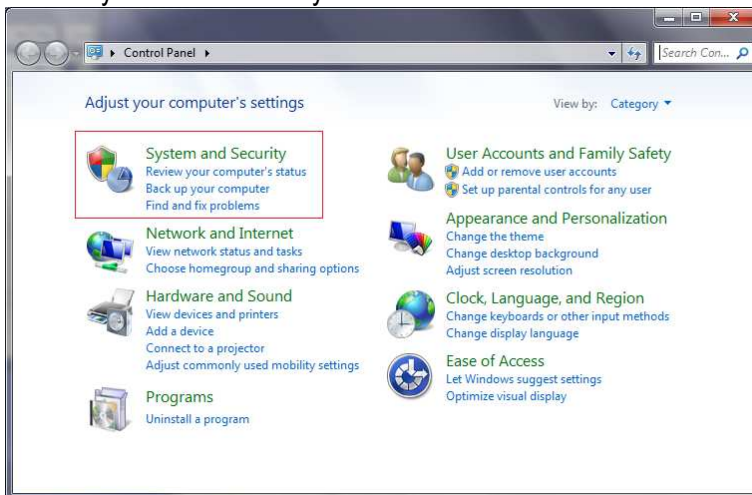 Control Panel
Search Con...
Adjust your computer's settings
View by: Category
System and Security
Review your computer's status
Back up your computer
Find and fix problems
Network and Internet
View network status and tasks
Choose homegroup and sharing options
Hardware and Sound
View devices and printers
Add a device
Connect to a projector
Adjust commonly used mobility settings
Programs
Uninstall a program
User Accounts and Family Safety
Add or remove user accounts
Set up parental controls for any user
Appearance and Personalization
Change the theme
Change desktop background
Adjust screen resolution
Clock, Language, and Region
Change keyboards or other input methods
Change display language
Ease of Access
Let Windows suggest settings
Optimize visual display